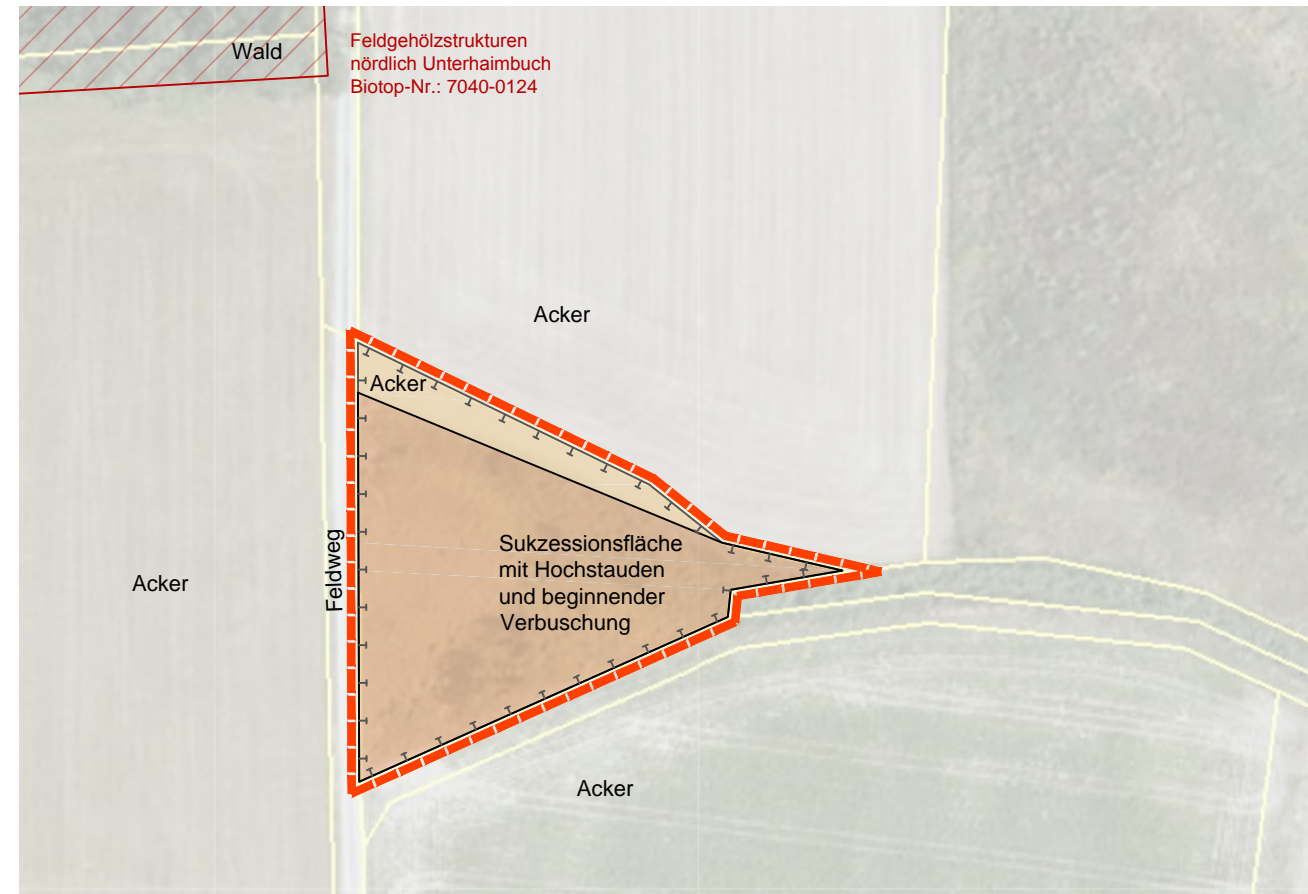 Wald
Feldgehölzstrukturen
nördlich Unterhaimbuch
Biotop-Nr.: 7040-0124
Acker
Acker
Sukzessionsfläche
mit Hochstauden
und beginnender
Verbuschung
Feldweg
Acker
Acker